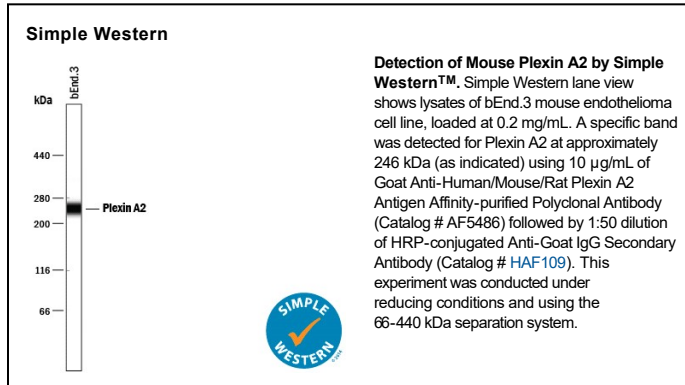 Simple Western
bEnd.3
kDa
440
280
200
116
66
Plexin A2
SIMPLE
WESTERN
©2014
Detection of Mouse Plexin A2 by Simple
Western™. Simple Western lane view
shows lysates of bEnd.3 mouse endothelioma
cell line, loaded at 0.2 mg/mL. A specific band
was detected for Plexin A2 at approximately
246 kDa (as indicated) using 10 µg/mL of
Goat Anti-Human/Mouse/Rat Plexin A2
Antigen Affinity-purified Polyclonal Antibody
(Catalog # AF5486) followed by 1:50 dilution
of HRP-conjugated Anti-Goat IgG Secondary
Antibody (Catalog # HAF109). This
experiment was conducted under
reducing conditions and using the
66-440 kDa separation system.